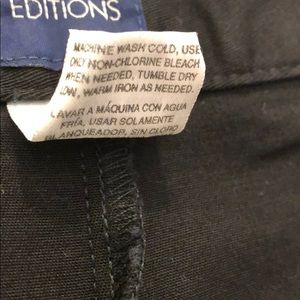 EDITIONS
MACHINE WASH COLD, USE
ONLY NON-CHLORINE BLEACH
WHEN NEEDED, TUMBLE DRY
LOW, WARM IRON AS NEEDED.
LAVAR A MÁQUINA CON AGUA
FRÍA, USAR SOLAMENTE
BLANQUEADOR, SIN CLORO